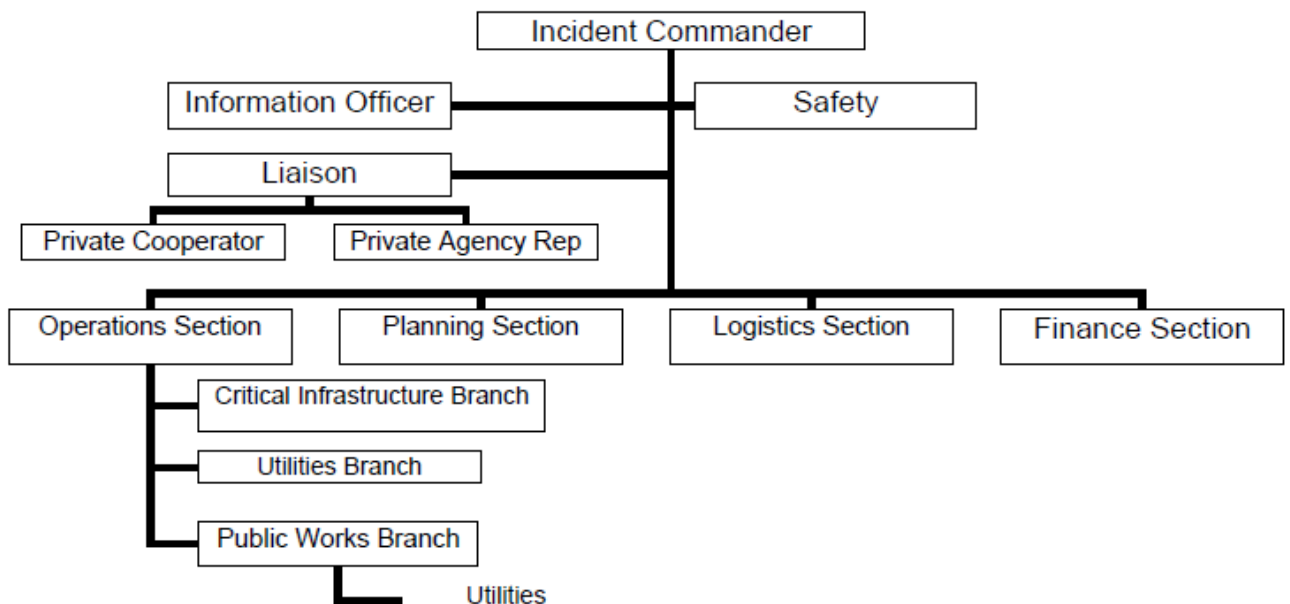 Incident Commander
Information Officer
Safety
Liaison
Private Cooperator
Private Agency Rep
Operations Section
Planning Section
Logistics Section
Finance Section
Critical Infrastructure Branch
Utilities Branch
Public Works Branch
Utilities